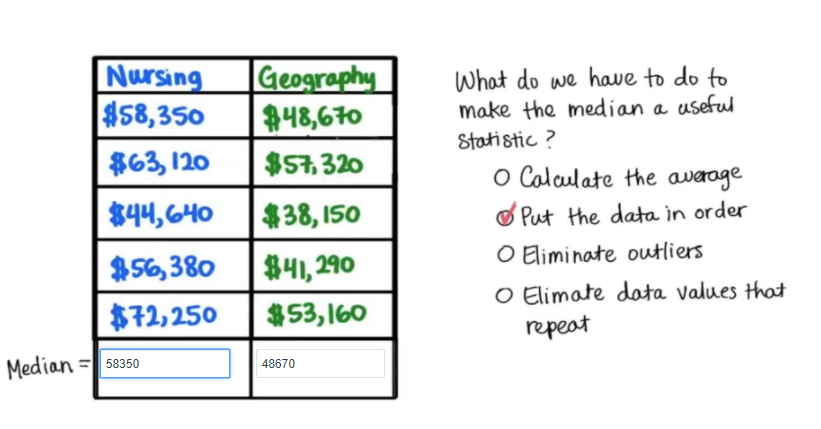 Nursing Geography
$58,350 $48,670
$63,120 $57,320
$44,640 $38,150
$56,380 $41,290
$72,250 $53,160
Median = 58350 48670
What do we have to do to
make the median a useful
statistic?
Calculate the average
Put the data in order
Eliminate outliers
Elimate data values that
repeat